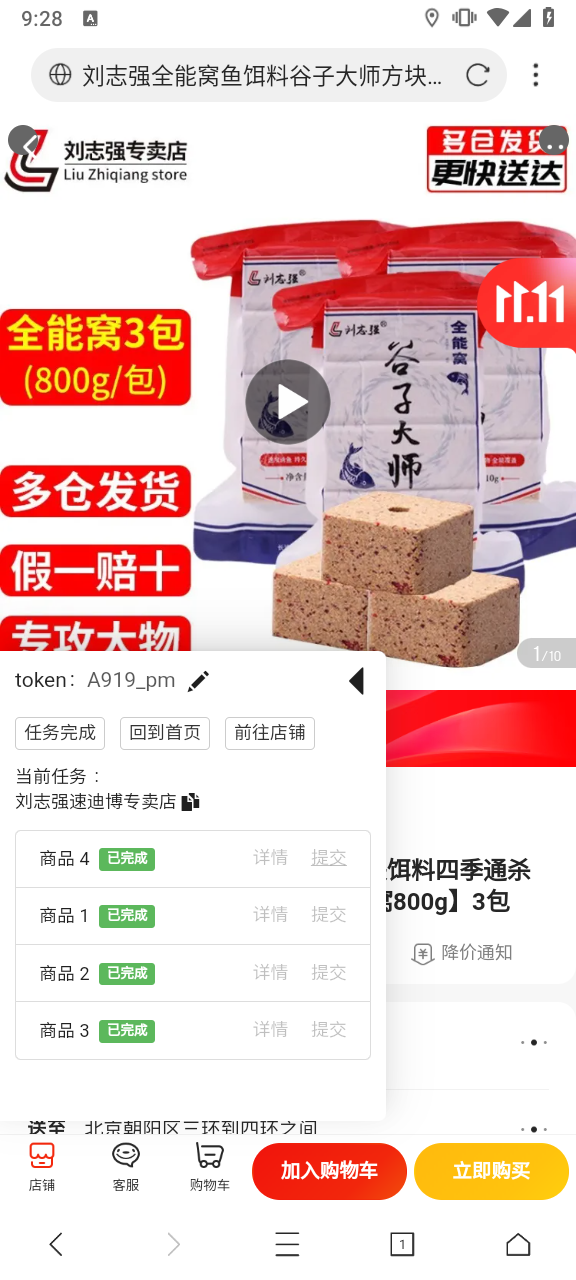 9:28
A
刘志强全能窝鱼饵料谷子大师方块...
刘志强专卖店
Liu Zhiqiang store
多仓发货
更快送达
11.11
全能窝3包
(800g/包)
刘志强®
刘志强®
全能窝
谷子大师
多仓发货
假一赔十
专攻大物
1/10
token： A919_pm
任务完成
回到首页
前往店铺
当前任务：
刘志强速迪博专卖店
商品 4 已完成 详情 提交
商品 1 已完成 详情 提交
商品 2 已完成 详情 提交
商品 3 已完成 详情 提交
饵料四季通杀
800g】3包
降价通知
送至 北京朝阳区三环到四环之间
店铺
客服
购物车
加入购物车
立即购买
1